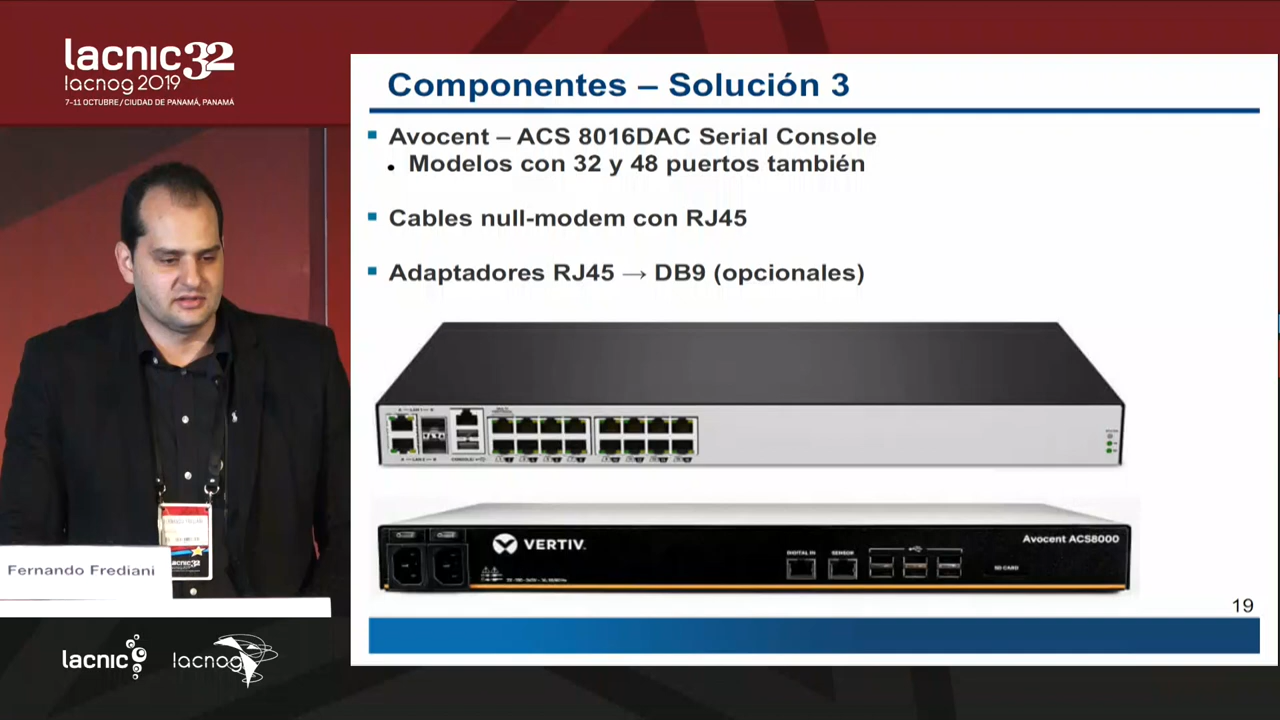 lacnic32
lacnog 2019
7-11 OCTUBRE / CIUDAD DE PANAMÁ, PANAMÁ
Componentes – Solución 3
▪ Avocent – ACS 8016DAC Serial Console
• Modelos con 32 y 48 puertos también
▪ Cables null-modem con RJ45
▪ Adaptadores RJ45 → DB9 (opcionales)
VERTIV.
DIGITAL IN
SENSOR
Avocent ACS8000
SD CARD
19
Fernando Frediani
lacnic32
lacnic
lacnog